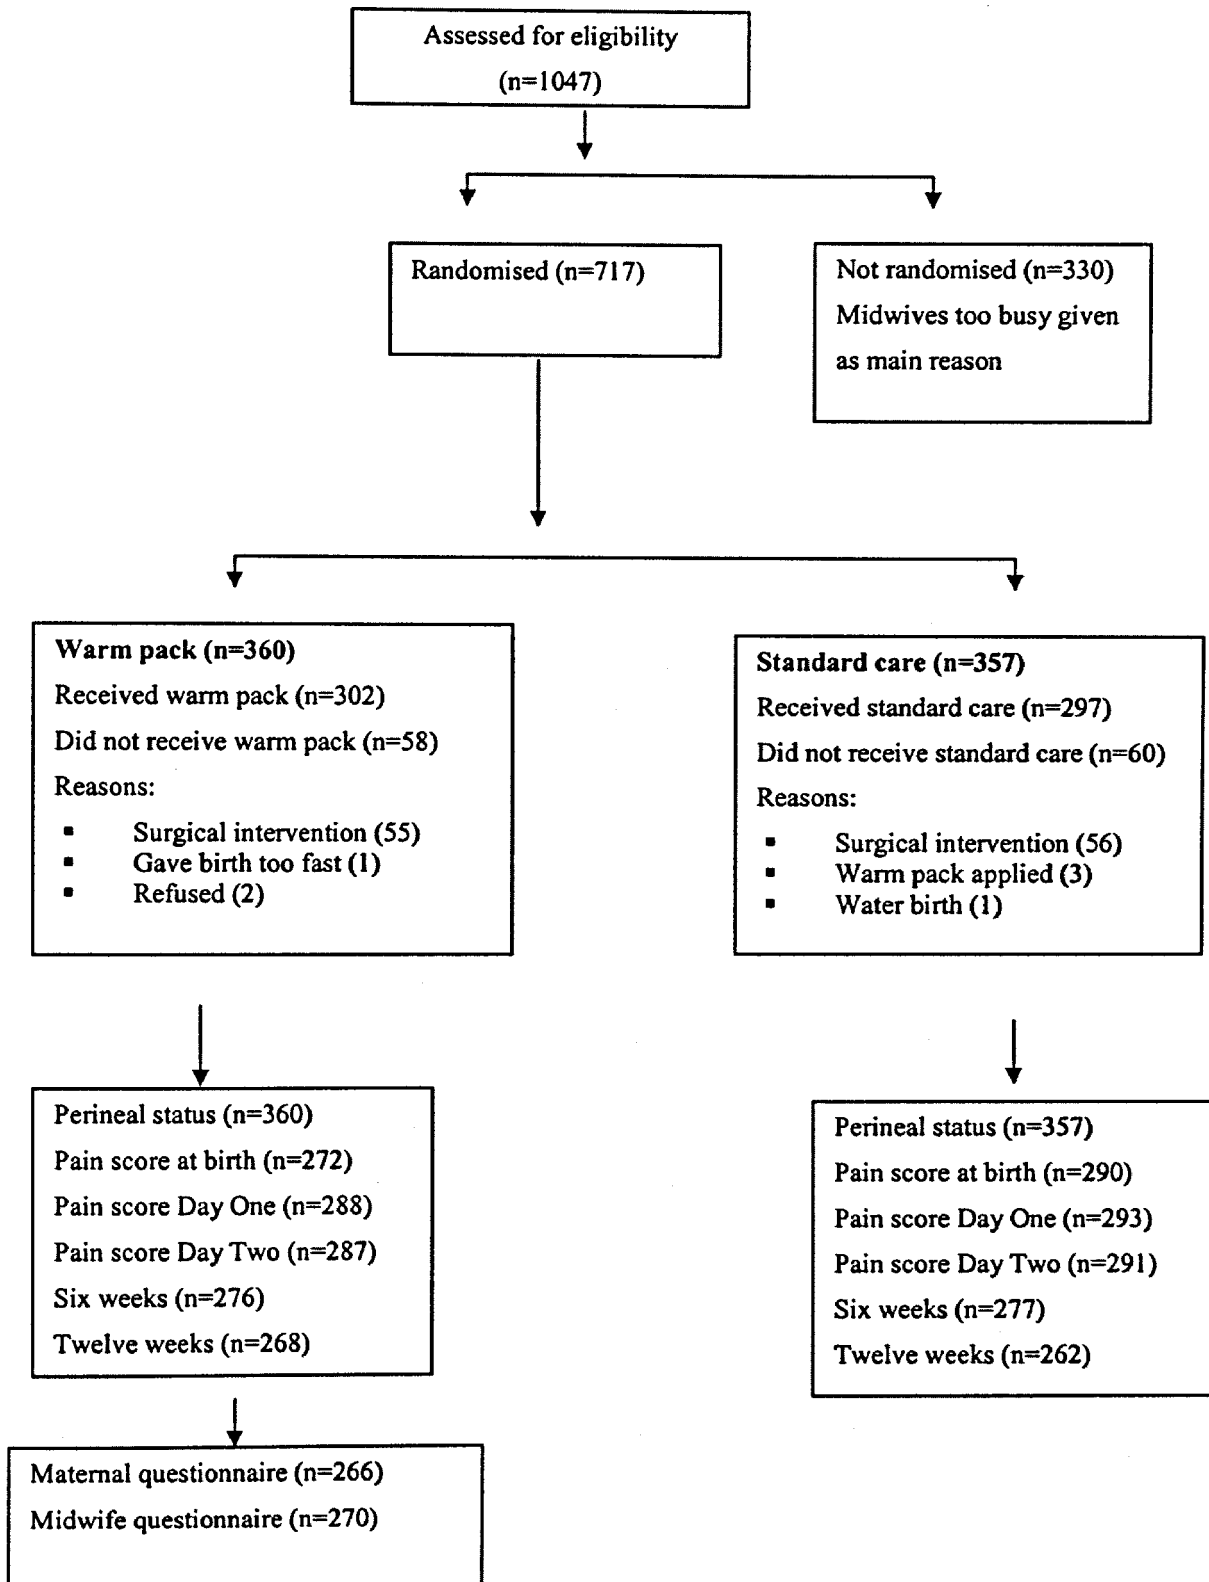 Assessed for eligibility
(n=1047)
Randomised (n=717)
Not randomised (n=330)
Midwives too busy given
as main reason
Warm pack (n=360)
Received warm pack (n=302)
Did not receive warm pack (n=58)
Reasons:
▪ Surgical intervention (55)
▪ Gave birth too fast (1)
▪ Refused (2)
Standard care (n=357)
Received standard care (n=297)
Did not receive standard care (n=60)
Reasons:
▪ Surgical intervention (56)
▪ Warm pack applied (3)
▪ Water birth (1)
Perineal status (n=360)
Pain score at birth (n=272)
Pain score Day One (n=288)
Pain score Day Two (n=287)
Six weeks (n=276)
Twelve weeks (n=268)
Perineal status (n=357)
Pain score at birth (n=290)
Pain score Day One (n=293)
Pain score Day Two (n=291)
Six weeks (n=277)
Twelve weeks (n=262)
Maternal questionnaire (n=266)
Midwife questionnaire (n=270)